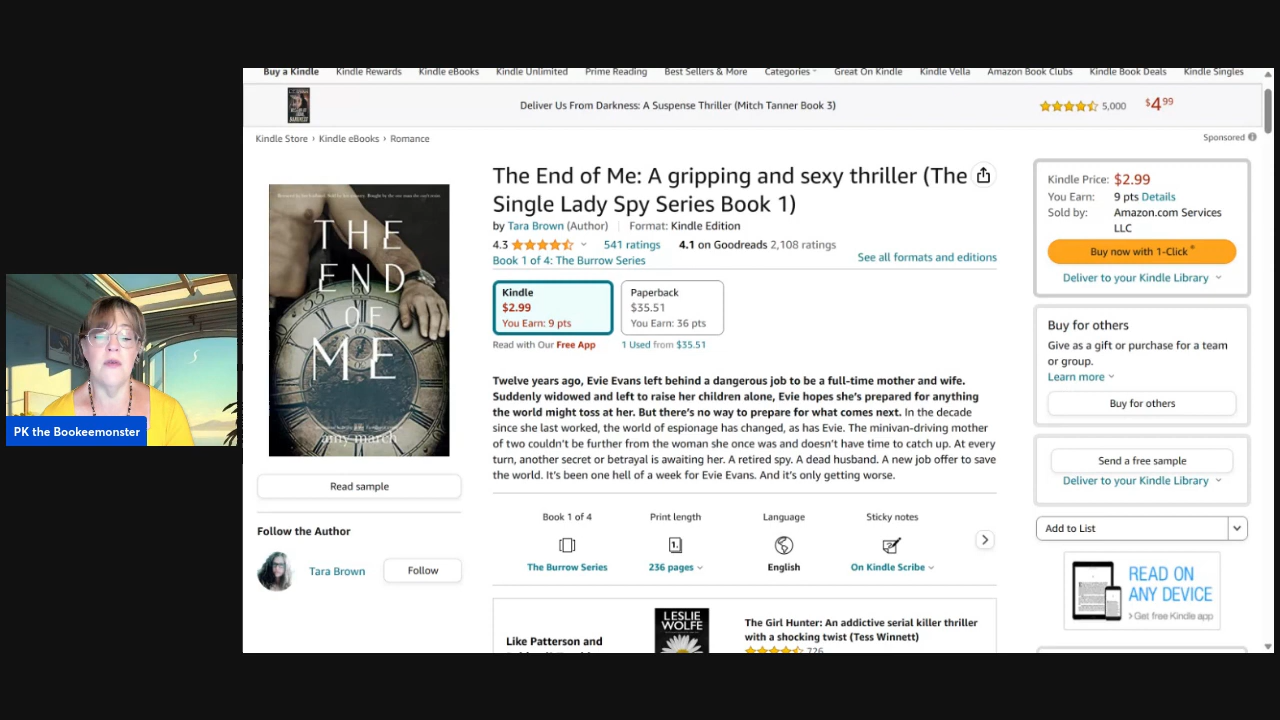 Buy a Kindle Kindle Rewards Kindle eBooks Kindle Unlimited Prime Reading Best Sellers & More Categories Great On Kindle Kindle Vella Amazon Book Clubs Kindle Book Deals Kindle Singles
Deliver Us From Darkness: A Suspense Thriller (Mitch Tanner Book 3) 5,000 $4.99
Kindle Store › Kindle eBooks › Romance
Sponsored
THE
END
OF
ME
amy march
Read sample
Follow the Author
Tara Brown Follow
The End of Me: A gripping and sexy thriller (The
Single Lady Spy Series Book 1)
by Tara Brown (Author) Format: Kindle Edition
4.3 541 ratings 4.1 on Goodreads 2,108 ratings
Book 1 of 4: The Burrow Series
See all formats and editions
Kindle
$2.99
You Earn: 9 pts
Paperback
$35.51
You Earn: 36 pts
Read with Our Free App
1 Used from $35.51
Twelve years ago, Evie Evans left behind a dangerous job to be a full-time mother and wife.
Suddenly widowed and left to raise her children alone, Evie hopes she's prepared for anything
the world might toss at her. But there's no way to prepare for what comes next. In the decade
since she last worked, the world of espionage has changed, as has Evie. The minivan-driving mother
of two couldn't be further from the woman she once was and doesn't have time to catch up. At every
turn, another secret or betrayal is awaiting her. A retired spy. A dead husband. A new job offer to save
the world. It's been one hell of a week for Evie Evans. And it's only getting worse.
Book 1 of 4
The Burrow Series
Print length
1.
236 pages
Language
English
Sticky notes
On Kindle Scribe
Like Patterson and
LESLIE
WOLFE
The Girl Hunter: An addictive serial killer thriller
with a shocking twist (Tess Winnett)
726
Kindle Price: $2.99
You Earn: 9 pts Details
Sold by: Amazon.com Services
LLC
Buy now with 1-Click ®
Deliver to your Kindle Library
Buy for others
Give as a gift or purchase for a team
or group.
Learn more
Buy for others
Send a free sample
Deliver to your Kindle Library
Add to List
READ ON
ANY DEVICE
› Get free Kindle app
PK the Bookeemonster